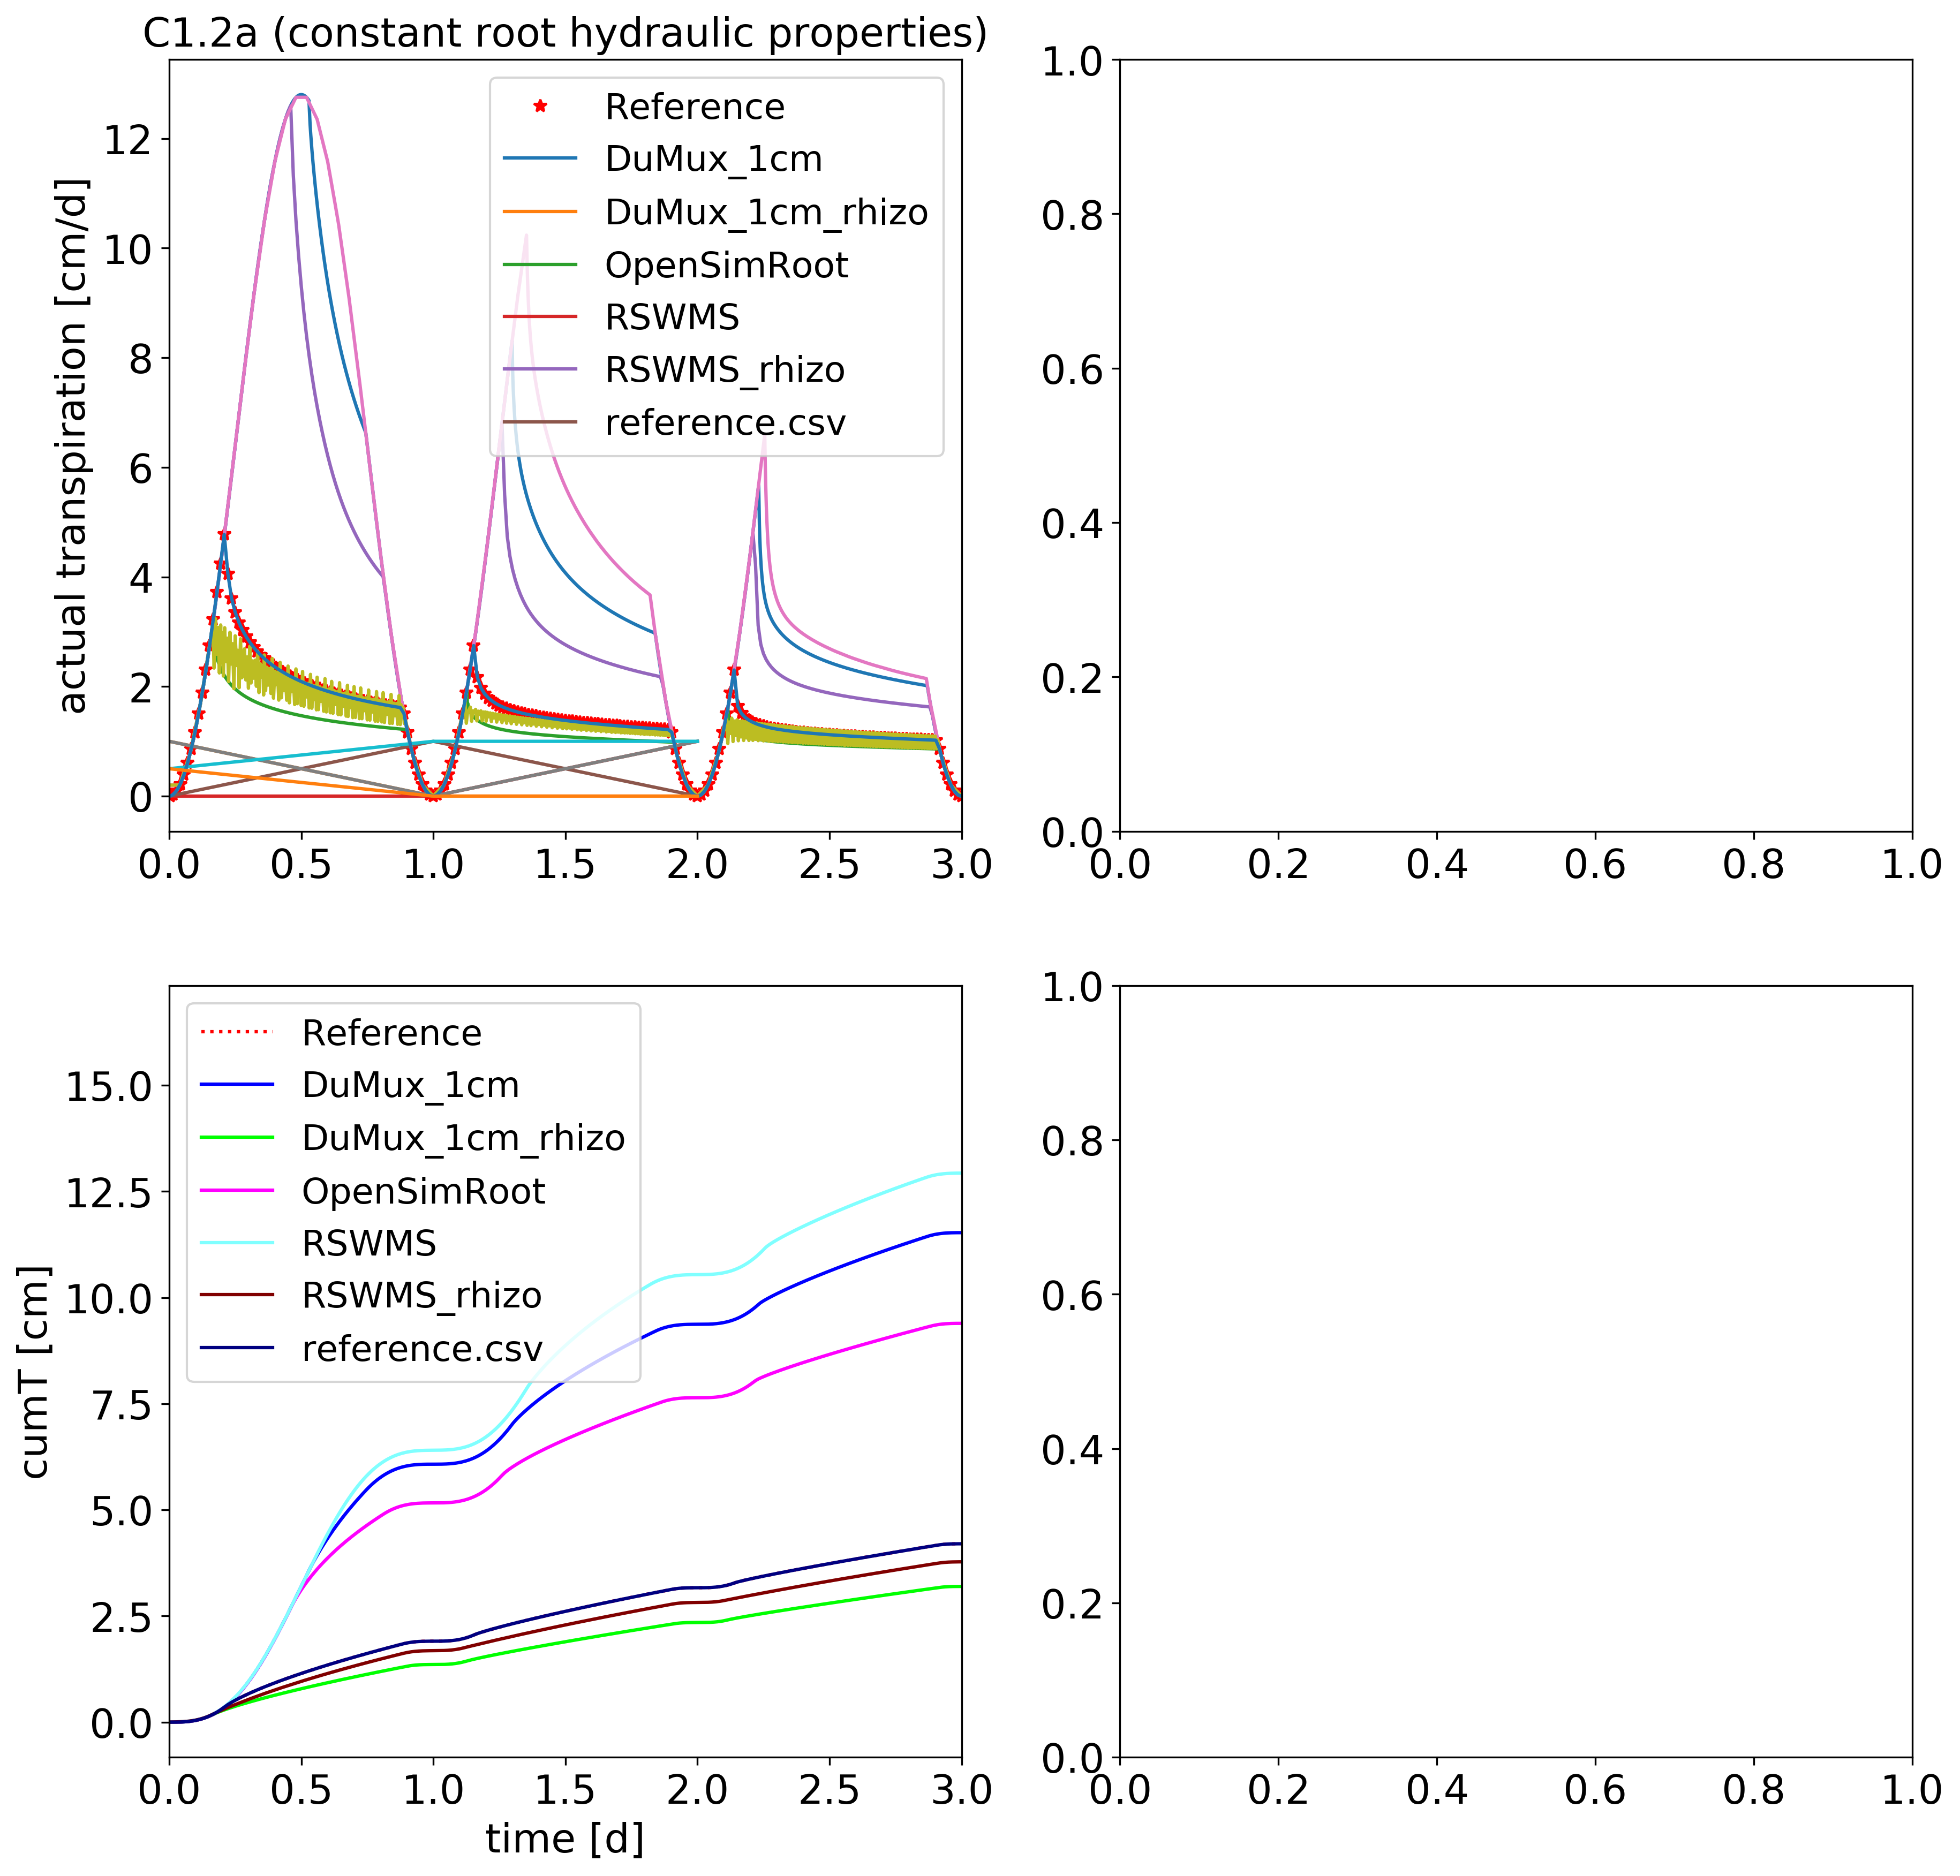 C1.2a (constant root hydraulic properties)
actual transpiration [cm/d]
12
10
8
6
4
2
0
0.0 0.5 1.0 1.5 2.0 2.5 3.0
Reference
DuMux_1cm
DuMux_1cm_rhizo
OpenSimRoot
RSWMS
RSWMS_rhizo
reference.csv
1.0
0.8
0.6
0.4
0.2
0.0
0.0 0.2 0.4 0.6 0.8 1.0
cumT [cm]
15.0
12.5
10.0
7.5
5.0
2.5
0.0
0.0 0.5 1.0 1.5 2.0 2.5 3.0
time [d]
Reference
DuMux_1cm
DuMux_1cm_rhizo
OpenSimRoot
RSWMS
RSWMS_rhizo
reference.csv
1.0
0.8
0.6
0.4
0.2
0.0
0.0 0.2 0.4 0.6 0.8 1.0